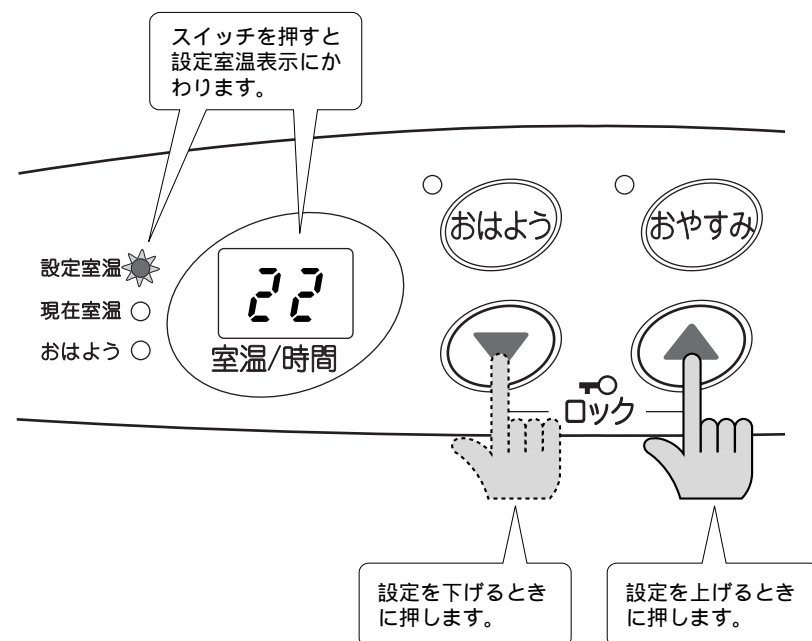 スイッチを押すと
設定室温表示にか
わります。
おはよう
おやすみ
設定室温
現在室温
おはよう
22
室温/時間
ロック
設定を下げるとき
に押します。
設定を上げるとき
に押します。